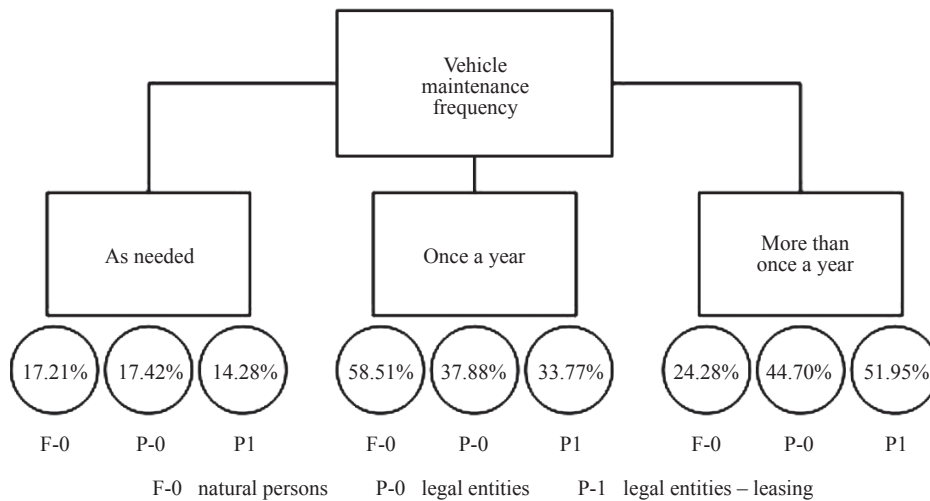 Vehicle
maintenance
frequency
As needed
Once a year
More than
once a year
17.21% 17.42% 14.28% 58.51% 37.88% 33.77% 24.28% 44.70% 51.95%
F-0 P-0 P1 F-0 P-0 P1 F-0 P-0 P1
F-0 natural persons P-0 legal entities P-1 legal entities – leasing